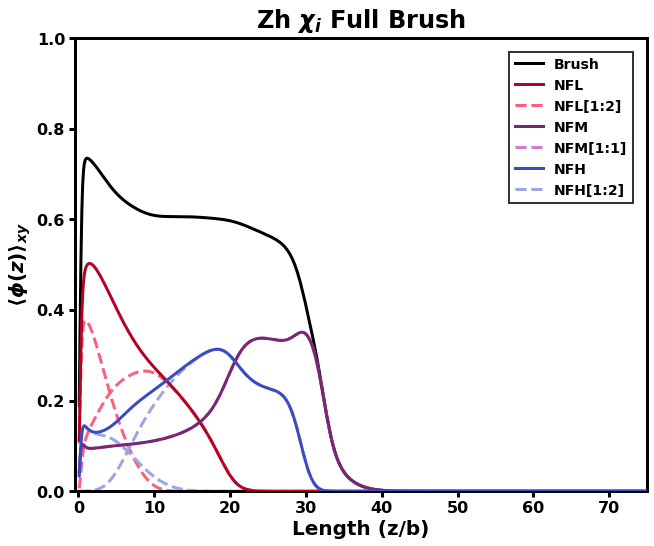 Zh χᵢ Full Brush
⟨ϕ(z)⟩ₓᵧ
1.0
0.8
0.6
0.4
0.2
0.0
0 10 20 30 40 50 60 70
Length (z/b)
Brush
NFL
NFL[1:2]
NFM
NFM[1:1]
NFH
NFH[1:2]